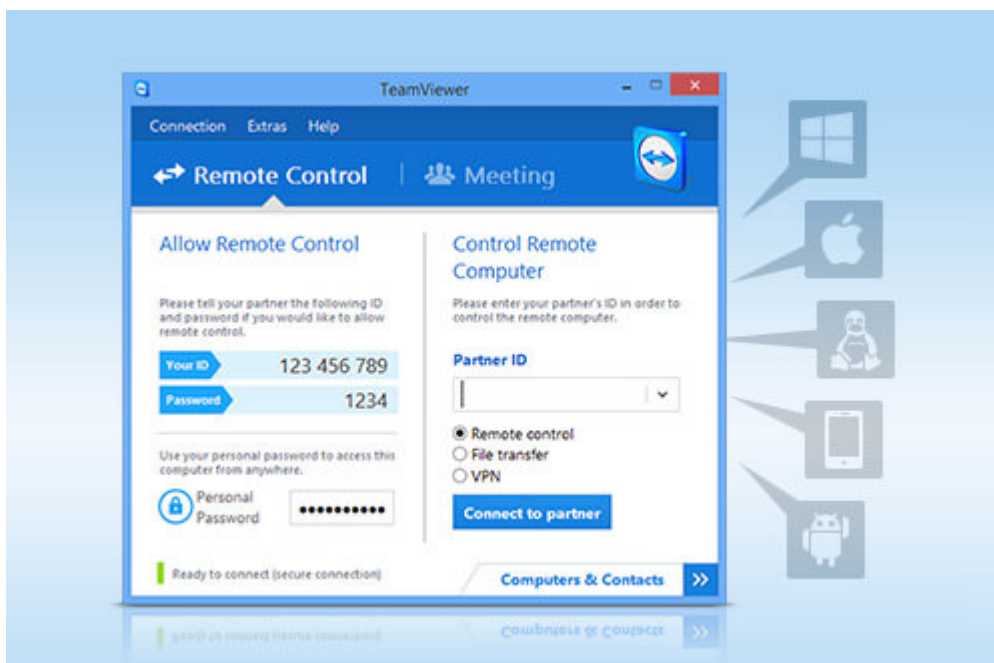 TeamViewer
Connection Extras Help
Remote Control | Meeting
Allow Remote Control
Please tell your partner the following ID
and password if you would like to allow
remote control.
Your ID 123 456 789
Password 1234
Use your personal password to access this
computer from anywhere.
Personal
Password ••••••••••
Ready to connect (secure connection)
Control Remote
Computer
Please enter your partner's ID in order to
control the remote computer.
Partner ID
Remote control
File transfer
VPN
Connect to partner
Computers & Contacts